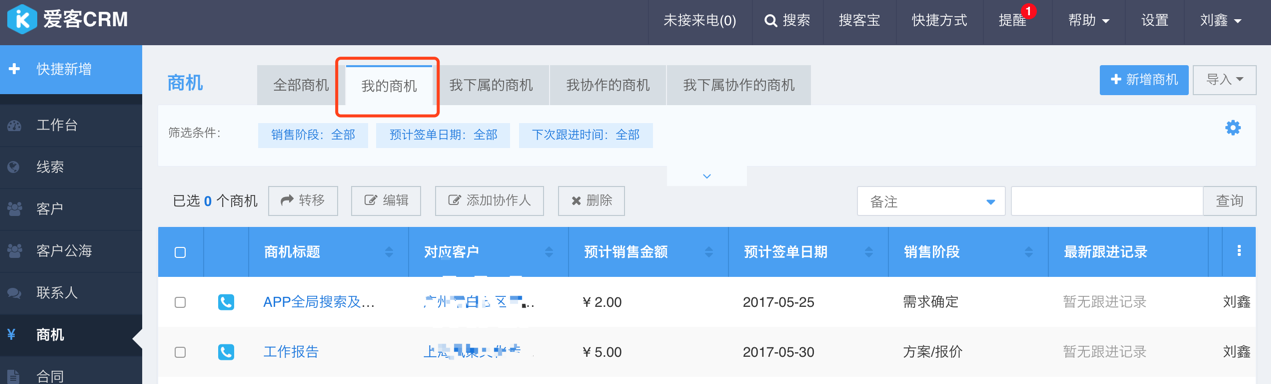 爱客CRM
未接来电(0) 搜索 搜客宝 快捷方式 提醒 1 帮助 设置 刘鑫
快捷新增
工作台
线索
客户
客户公海
联系人
商机
合同
商机 全部商机 我的商机 我下属的商机 我协作的商机 我下属协作的商机 新增商机 导入
筛选条件: 销售阶段: 全部 预计签单日期: 全部 下次跟进时间: 全部
已选 0 个商机 转移 编辑 添加协作人 删除 备注 查询
商机标题 对应客户 预计销售金额 预计签单日期 销售阶段 最新跟进记录
APP全局搜索及... ¥ 2.00 2017-05-25 需求确定 暂无跟进记录 刘鑫
工作报告 ¥ 5.00 2017-05-30 方案/报价 暂无跟进记录 刘鑫